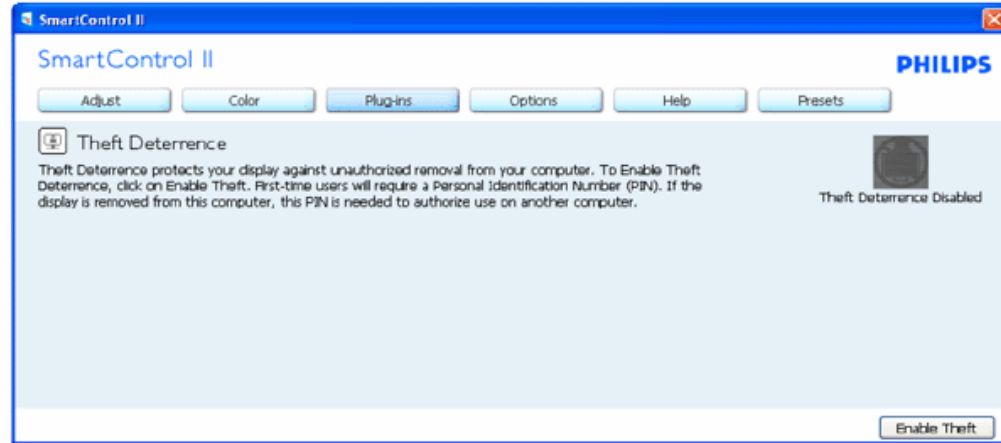 SmartControl II
SmartControl II
PHILIPS
Adjust Color Plug-ins Options Help Presets
Theft Deterrence
Theft Deterrence protects your display against unauthorized removal from your computer. To Enable Theft
Deterrence, click on Enable Theft. First-time users will require a Personal Identification Number (PIN). If the
display is removed from this computer, this PIN is needed to authorize use on another computer.
Theft Deterrence Disabled
Enable Theft